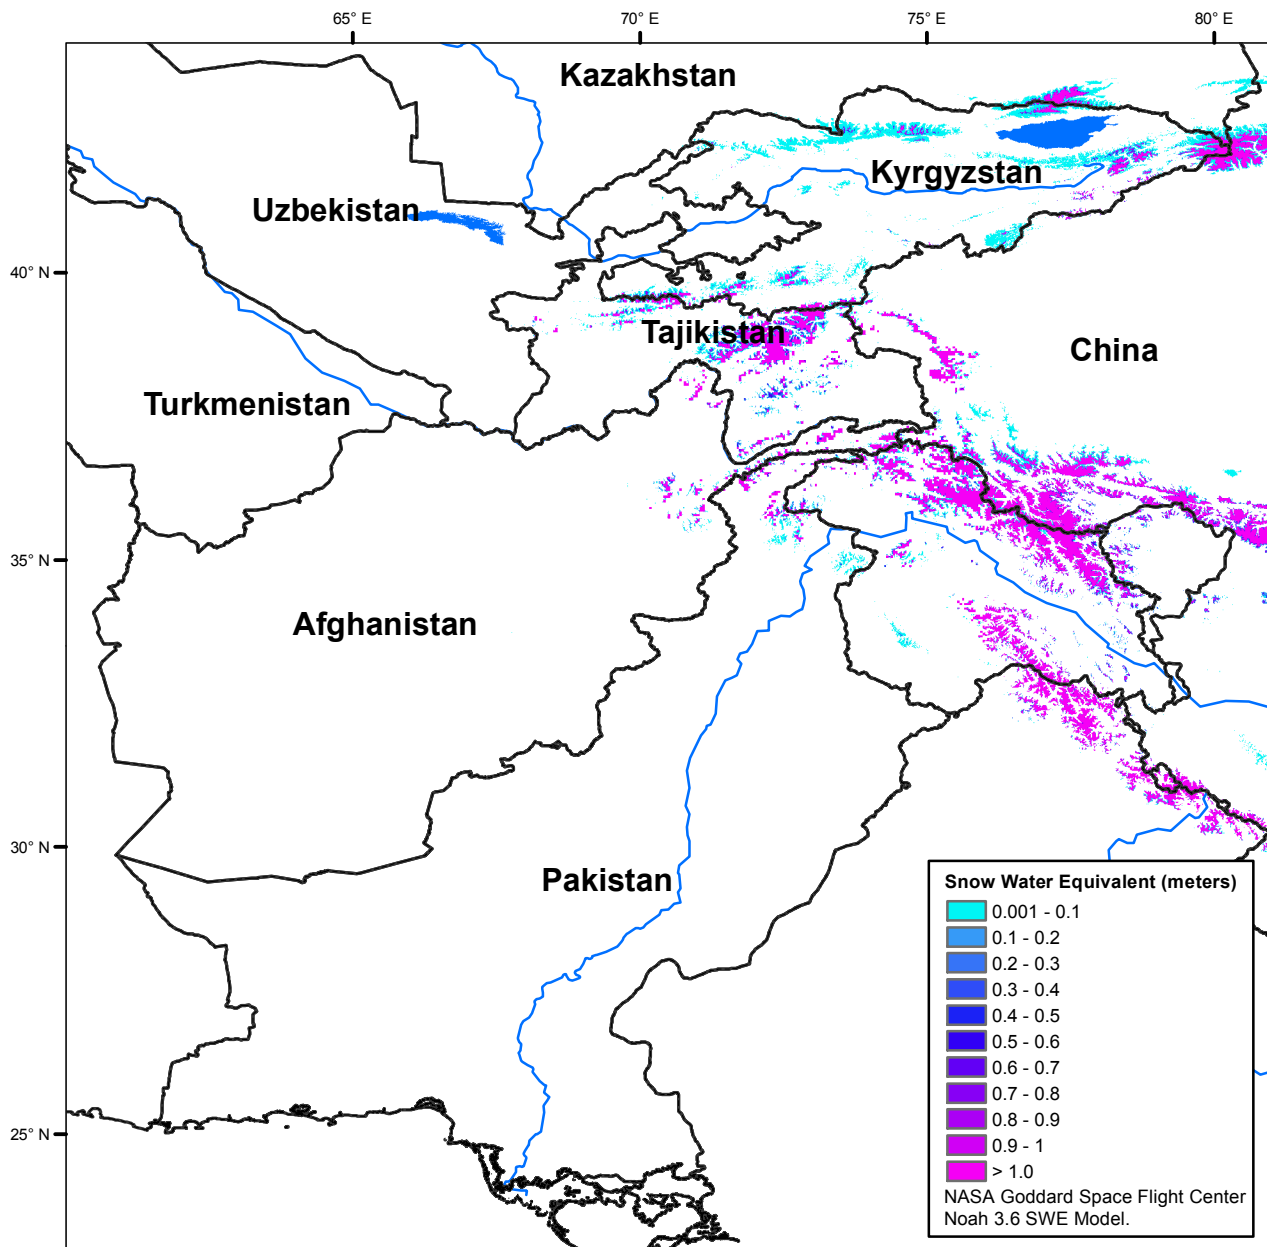 65° E
70° E
75° E
80° E
Kazakhstan
Kyrgyzstan
Uzbekistan
40° N
Tajikistan
China
Turkmenistan
35° N
Afghanistan
30° N
Pakistan
25° N
Snow Water Equivalent (meters)
0.001 - 0.1
0.1 - 0.2
0.2 - 0.3
0.3 - 0.4
0.4 - 0.5
0.5 - 0.6
0.6 - 0.7
0.7 - 0.8
0.8 - 0.9
0.9 - 1
> 1.0
NASA Goddard Space Flight Center
Noah 3.6 SWE Model.